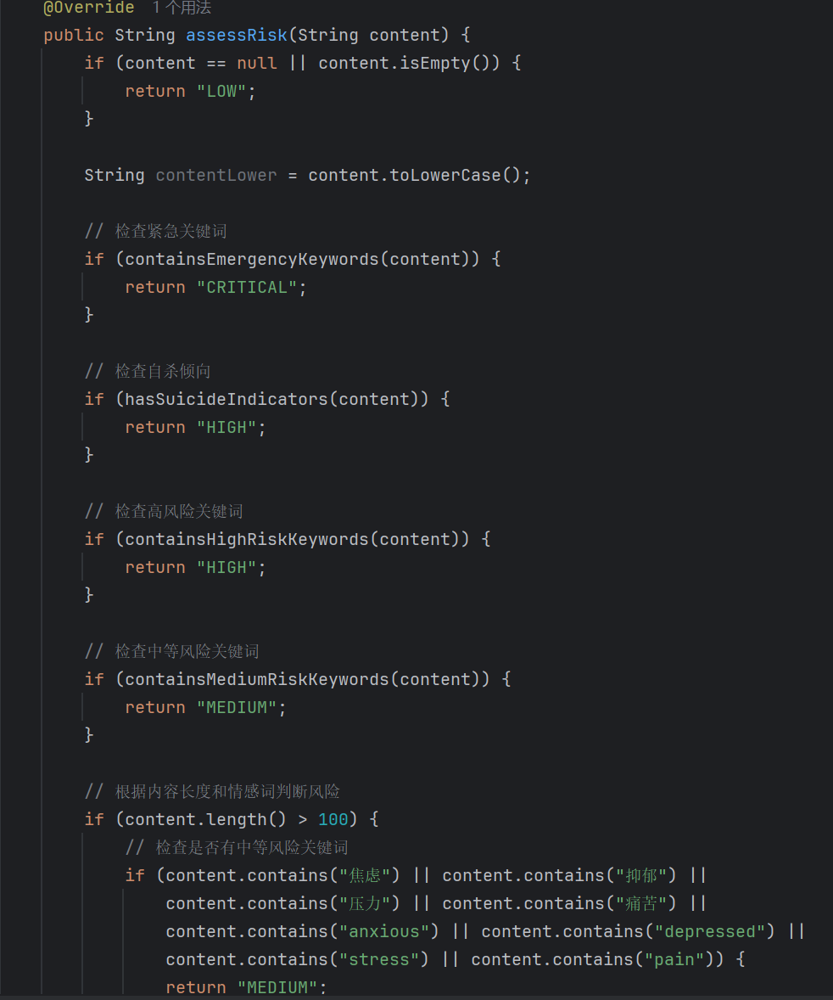 @Override 1个用法
public String assessRisk(String content) {
if (content == null || content.isEmpty()) {
return "LOW";
}
String contentLower = content.toLowerCase();
// 检查紧急关键词
if (containsEmergencyKeywords(content)) {
return "CRITICAL";
}
// 检查自杀倾向
if (hasSuicideIndicators(content)) {
return "HIGH";
}
// 检查高风险关键词
if (containsHighRiskKeywords(content)) {
return "HIGH";
}
// 检查中等风险关键词
if (containsMediumRiskKeywords(content)) {
return "MEDIUM";
}
// 根据内容长度和情感词判断风险
if (content.length() > 100) {
// 检查是否有中等风险关键词
if (content.contains("焦虑") || content.contains("抑郁") ||
content.contains("压力") || content.contains("痛苦") ||
content.contains("anxious") || content.contains("depressed") ||
content.contains("stress") || content.contains("pain")) {
return "MEDIUM";